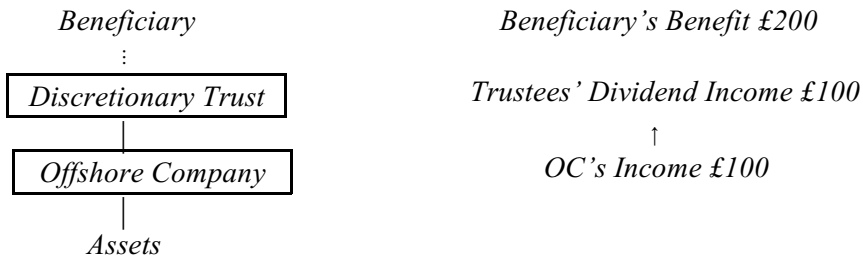 Beneficiary
Beneficiary’s Benefit £200
⋮
Discretionary Trust
Trustees’ Dividend Income £100
↑
Offshore Company
OC’s Income £100
Assets